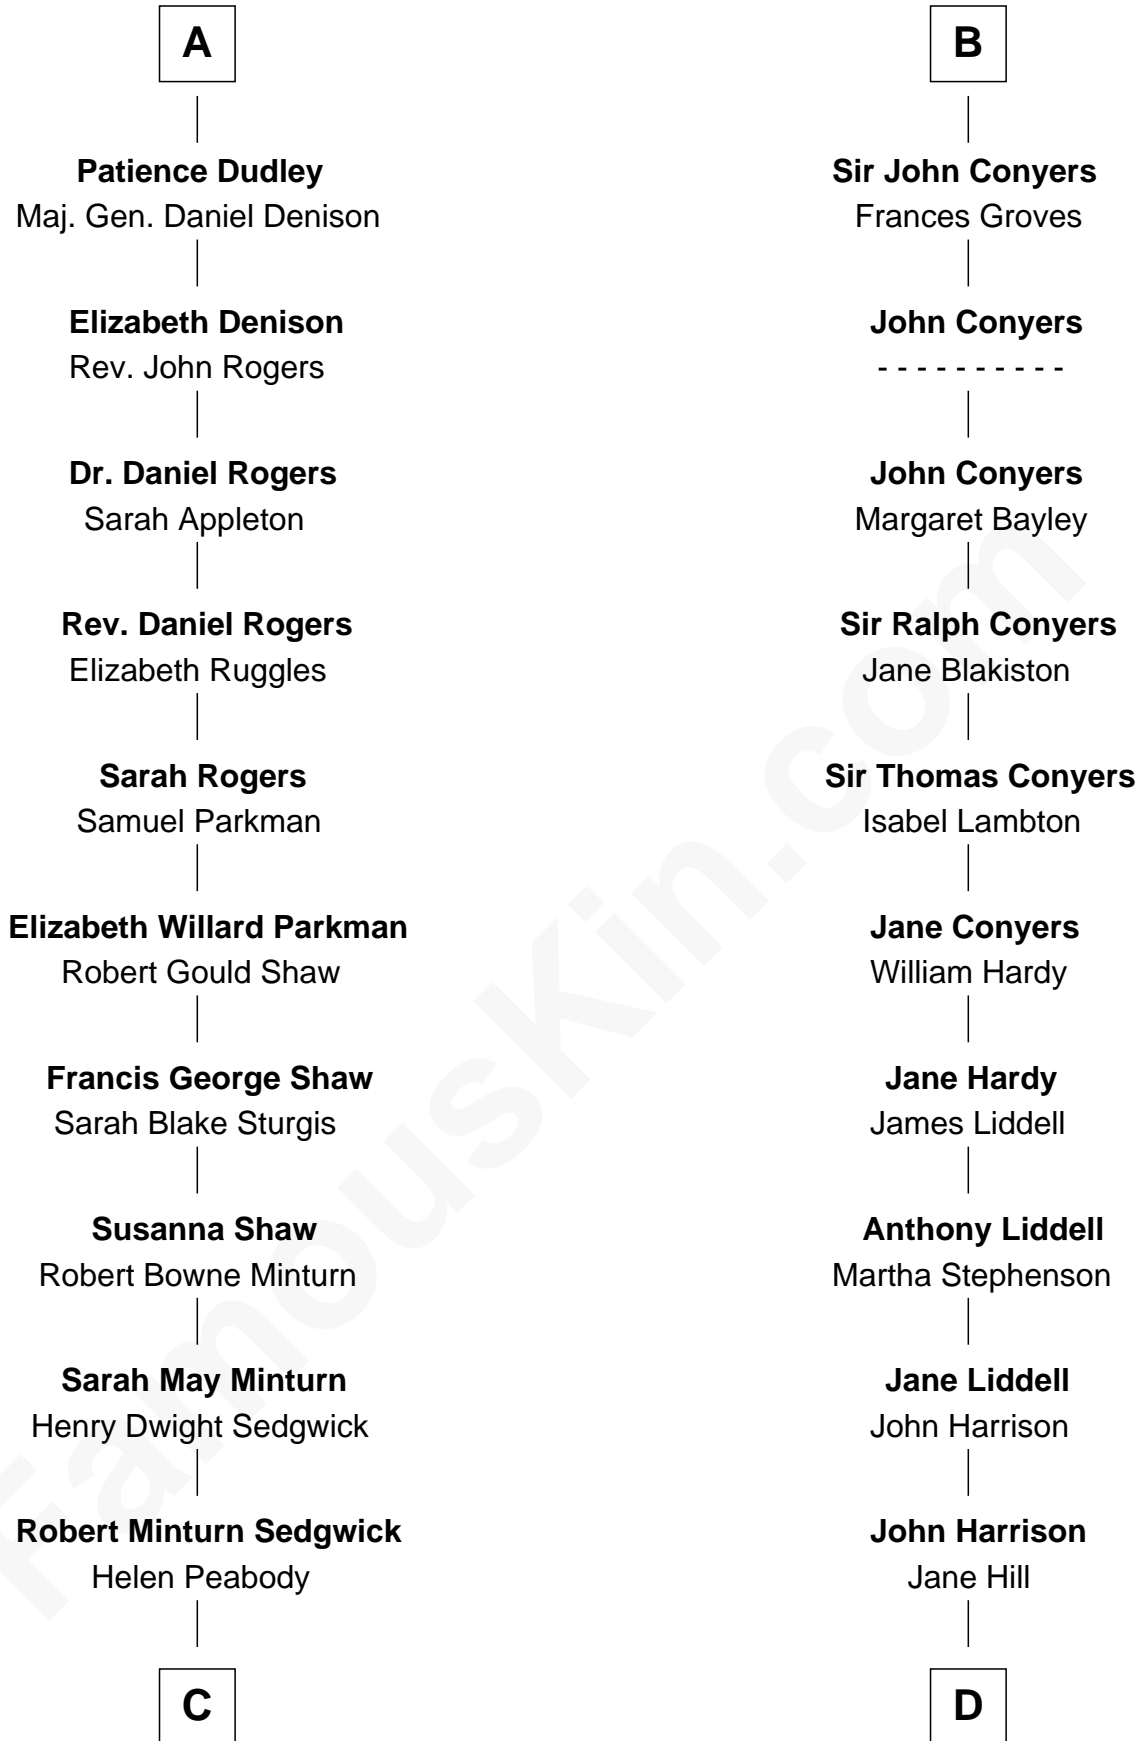 A
Patience Dudley
Maj. Gen. Daniel Denison
Elizabeth Denison
Rev. John Rogers
Dr. Daniel Rogers
Sarah Appleton
Rev. Daniel Rogers
Elizabeth Ruggles
Sarah Rogers
Samuel Parkman
Elizabeth Willard Parkman
Robert Gould Shaw
Francis George Shaw
Sarah Blake Sturgis
Susanna Shaw
Robert Bowne Minturn
Sarah May Minturn
Henry Dwight Sedgwick
Robert Minturn Sedgwick
Helen Peabody
C
B
Sir John Conyers
Frances Groves
John Conyers
- - - - - - - - - -
John Conyers
Margaret Bayley
Sir Ralph Conyers
Jane Blakiston
Sir Thomas Conyers
Isabel Lambton
Jane Conyers
William Hardy
Jane Hardy
James Liddell
Anthony Liddell
Martha Stephenson
Jane Liddell
John Harrison
John Harrison
Jane Hill
D
FamousKin.com